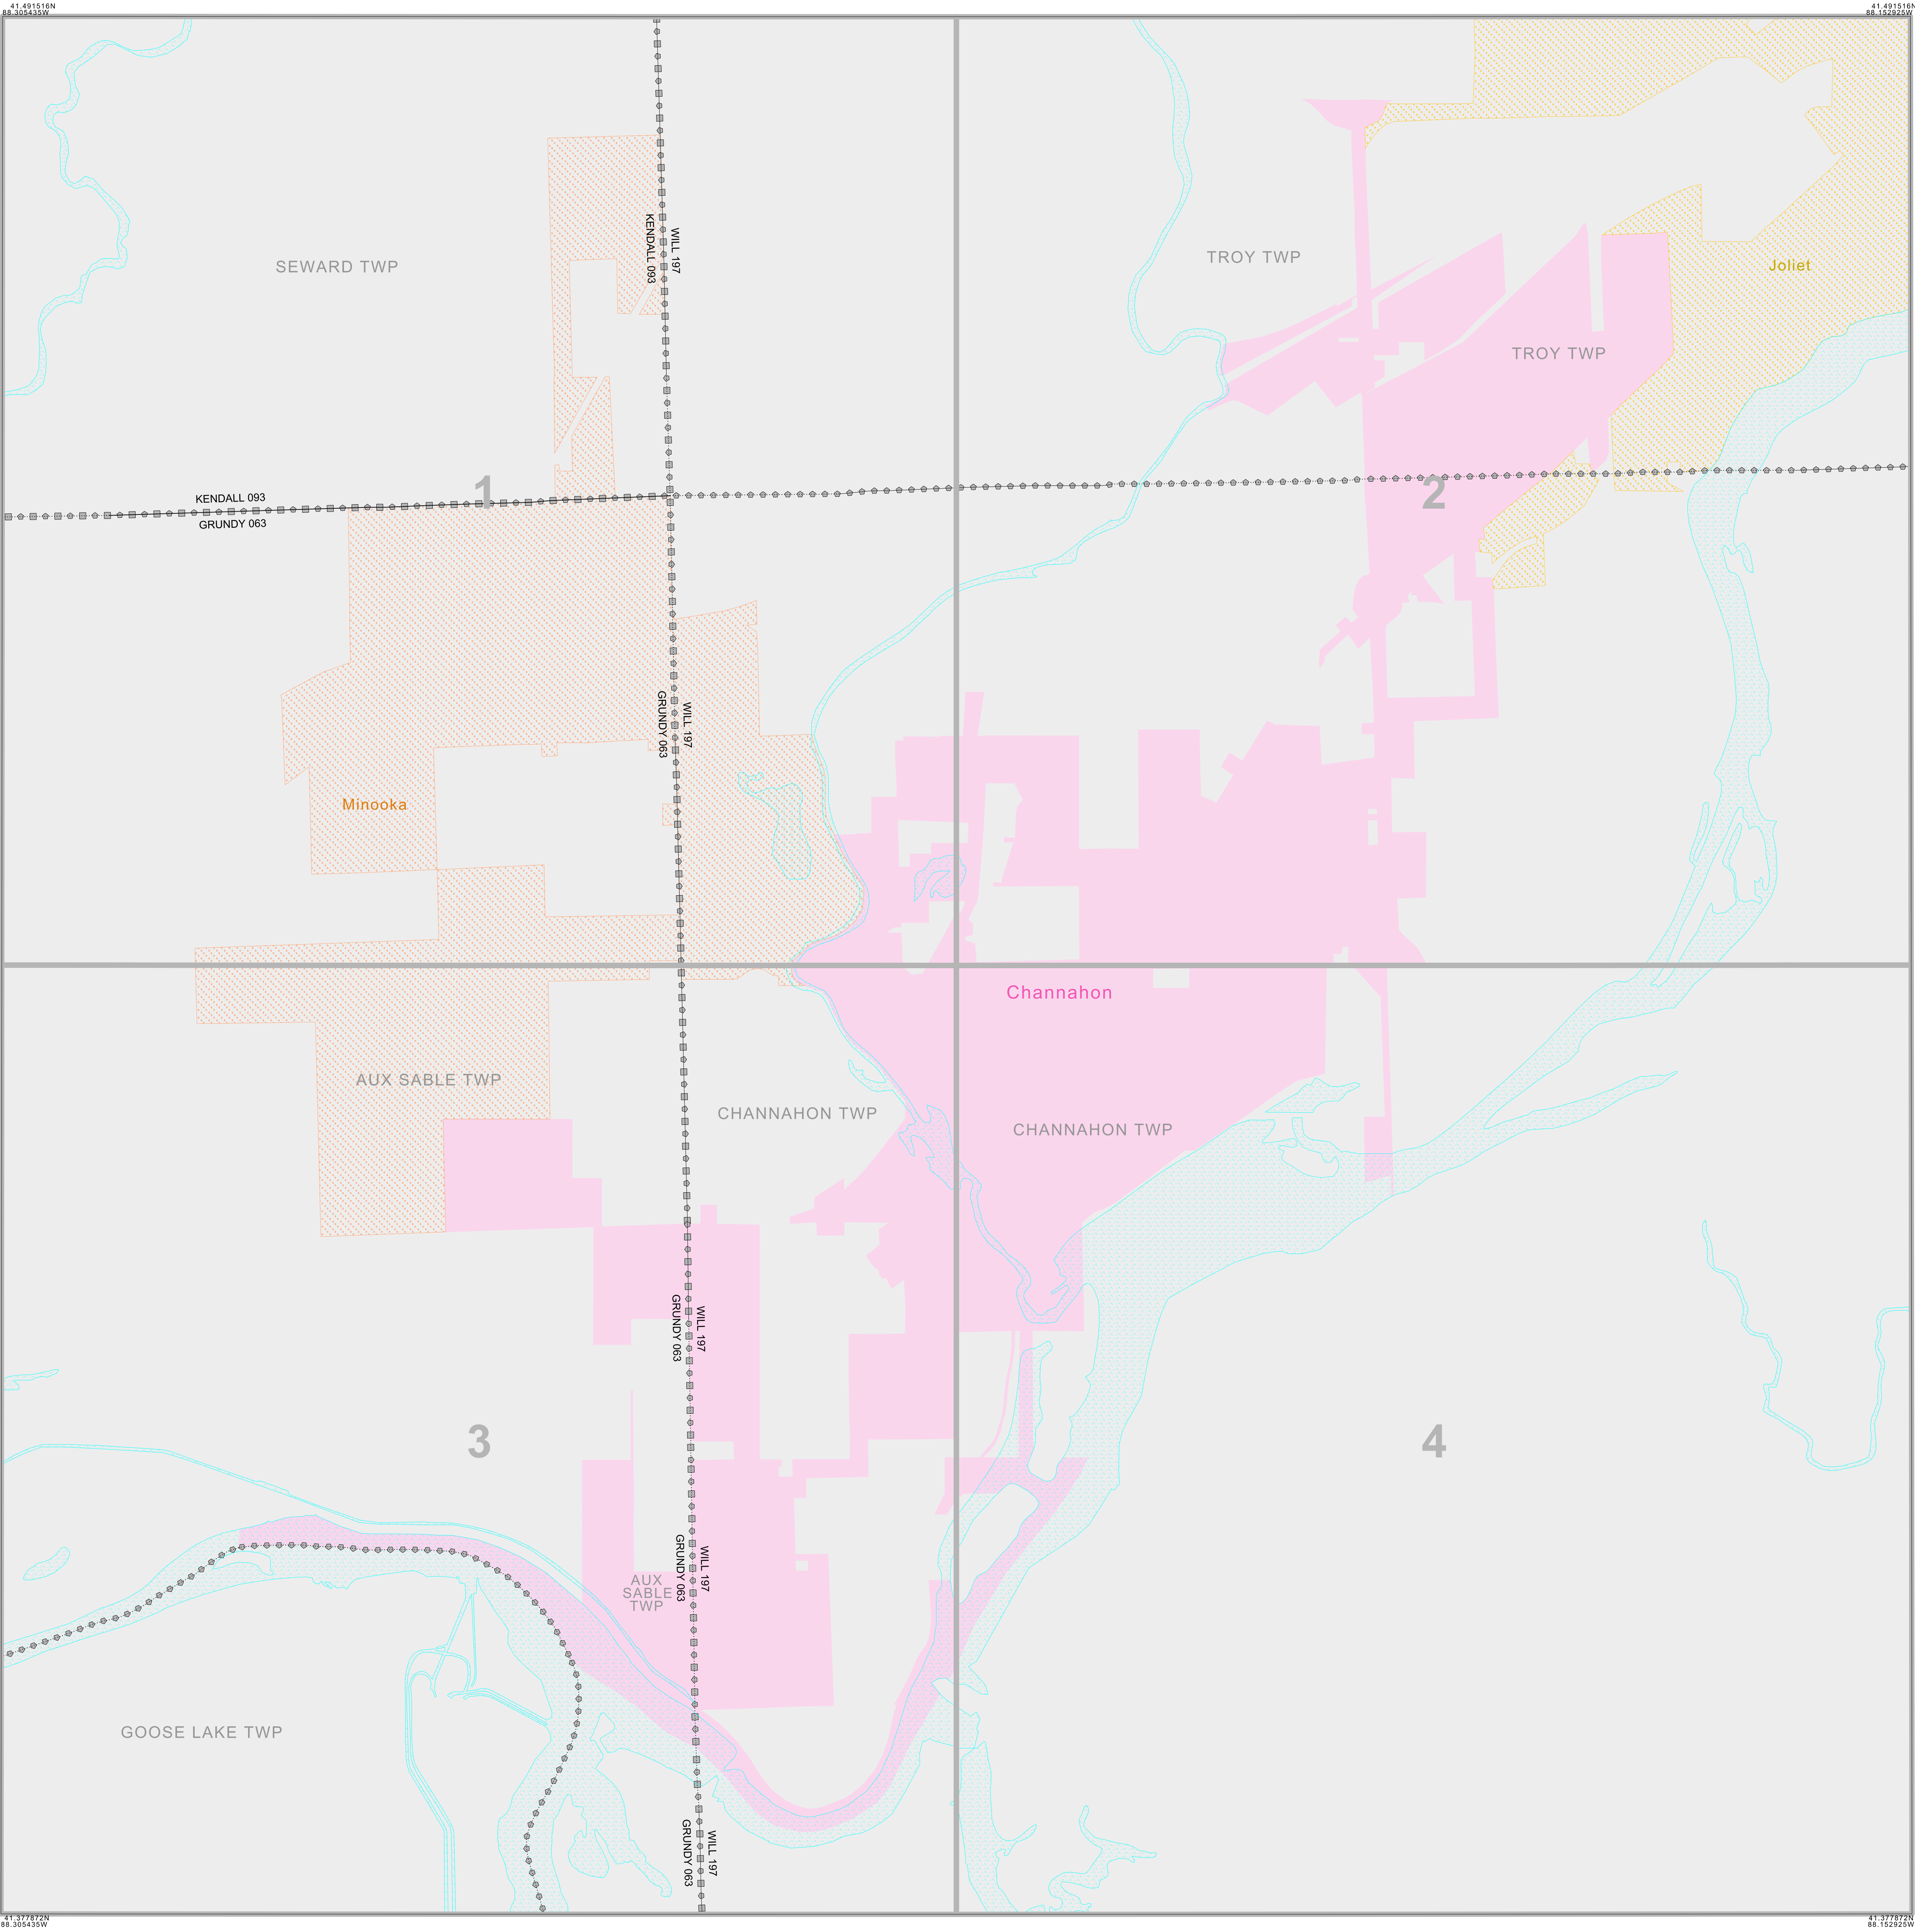 41.491516N
88.305435W
41.491516N
88.152925W
WILL 197
KENDALL 093
SEWARD TWP
TROY TWP
Joliet
TROY TWP
1
2
KENDALL 093
GRUNDY 063
WILL 197
GRUNDY 063
Minooka
Channahon
AUX SABLE TWP
CHANNAHON TWP
CHANNAHON TWP
WILL 197
GRUNDY 063
3
4
WILL 197
GRUNDY 063
AUX
SABLE
TWP
GOOSE LAKE TWP
WILL 197
GRUNDY 063
41.377872N
88.305435W
41.377872N
88.152925W